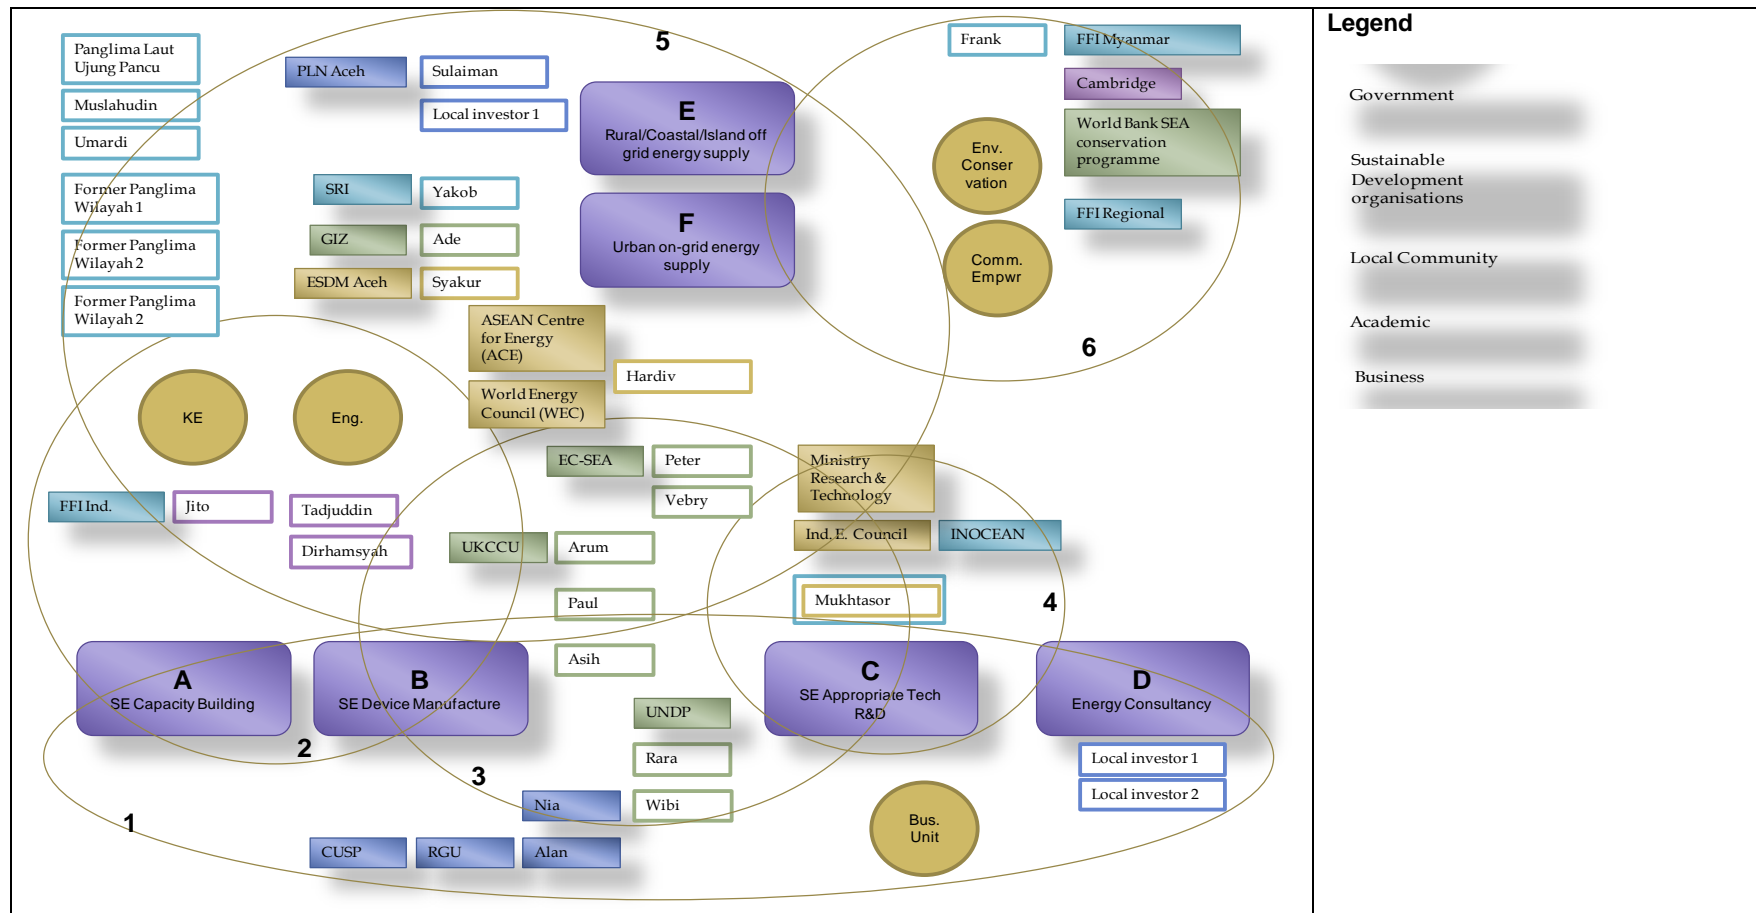 Legend
Government
Sustainable
Development
organisations
Local Community
Academic
Business
5
Panglima Laut
Ujung Pancu
Muslahudin
Umardi
Former Panglima
Wilayah 1
Former Panglima
Wilayah 2
Former Panglima
Wilayah 2
PLN Aceh
Sulaiman
Local investor 1
SRI
Yakob
GIZ
Ade
ESDM Aceh
Syakur
E
Rural/Coastal/Island off
grid energy supply
F
Urban on-grid energy
supply
Frank
FFI Myanmar
Cambridge
World Bank SEA
conservation
programme
FFI Regional
Env.
Conser
vation
Comm.
Empwr
6
ASEAN Centre
for Energy
(ACE)
World Energy
Council (WEC)
Hardiv
KE
Eng.
FFI Ind.
Jito
Tadjuddin
Dirhamsyah
EC-SEA
Peter
Vebry
UKCCU
Arum
Paul
Asih
Ministry
Research &
Technology
Ind. E. Council
INOCEAN
Mukhtasor
4
A
SE Capacity Building
B
SE Device Manufacture
C
SE Appropriate Tech
R&D
D
Energy Consultancy
2
3
1
UNDP
Rara
Wibi
Nia
CUSP
RGU
Alan
Bus.
Unit
Local investor 1
Local investor 2